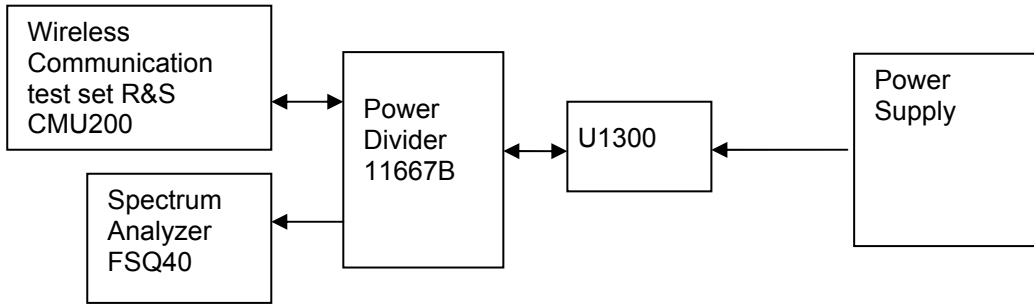 Wireless
Communication
test set R&S
CMU200
Power
Divider
11667B
U1300
Power
Supply
Spectrum
Analyzer
FSQ40